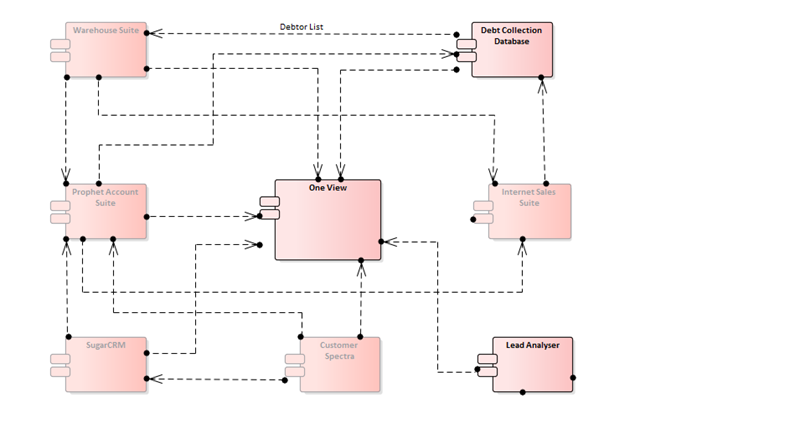 Debtor List
Warehouse Suite
Debt Collection
Database
Prophet Account
Suite
One View
Internet Sales
Suite
SugarCRM
Customer
Spectra
Lead Analyser